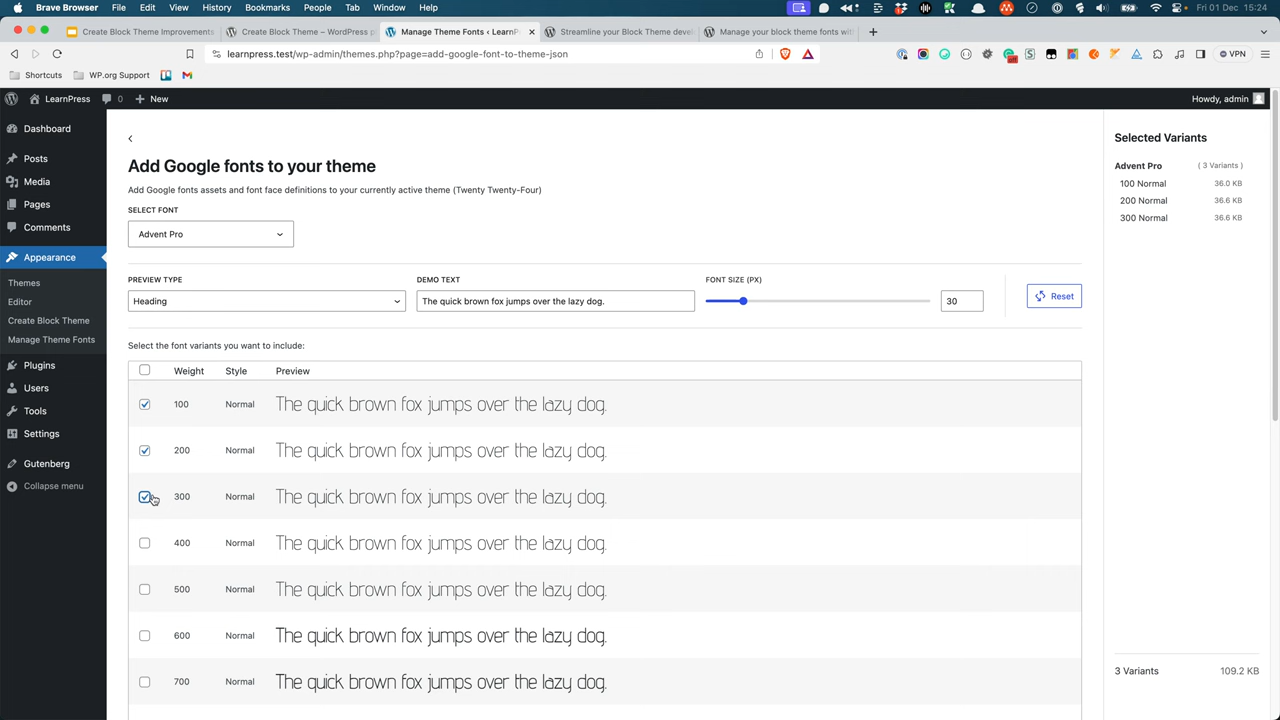 Brave Browser File Edit View History Bookmarks People Tab Window Help
Fri 01 Dec 15:24
Create Block Theme Improvements
Create Block Theme – WordPress p
Manage Theme Fonts ‹ LearnP
Streamline your Block Theme deve
Manage your block theme fonts wit
learnpress.test/wp-admin/themes.php?page=add-google-font-to-theme-json
VPN
Shortcuts WP.org Support
LearnPress 0 New
Howdy, admin
Dashboard
Posts
Media
Pages
Comments
Appearance
Themes
Editor
Create Block Theme
Manage Theme Fonts
Plugins
Users
Tools
Settings
Gutenberg
Collapse menu
Add Google fonts to your theme
Add Google fonts assets and font face definitions to your currently active theme (Twenty Twenty-Four)
SELECT FONT
Advent Pro
PREVIEW TYPE DEMO TEXT FONT SIZE (PX)
Heading The quick brown fox jumps over the lazy dog. 30 Reset
Select the font variants you want to include:
Weight Style Preview
100 Normal The quick brown fox jumps over the lazy dog.
200 Normal The quick brown fox jumps over the lazy dog.
300 Normal The quick brown fox jumps over the lazy dog.
400 Normal The quick brown fox jumps over the lazy dog.
500 Normal The quick brown fox jumps over the lazy dog.
600 Normal The quick brown fox jumps over the lazy dog.
700 Normal The quick brown fox jumps over the lazy dog.
Selected Variants
Advent Pro ( 3 Variants )
100 Normal 36.0 KB
200 Normal 36.6 KB
300 Normal 36.6 KB
3 Variants 109.2 KB